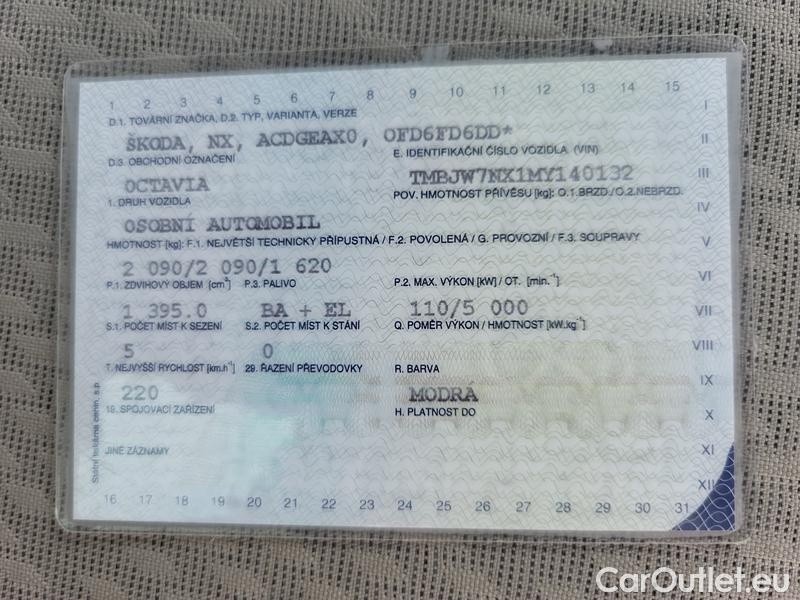 1 2 3 4 5 6 7 8 9 10 11 12 13 14 15
D.1. TOVÁRNÍ ZNAČKA, D.2. TYP, VARIANTA, VERZE
I
ŠKODA, NX, ACDGEAX0, OFD6FD6DD*
II
D.3. OBCHODNÍ OZNAČENÍ
E. IDENTIFIKAČNÍ ČÍSLO VOZIDLA (VIN)
OCTAVIA
TMBJW7NX1MY140132
III
1. DRUH VOZIDLA
POV. HMOTNOST PŘÍVĚSU [kg]: O.1.BRZD./O.2.NEBRZD.
IV
OSOBNÍ AUTOMOBIL
HMOTNOST [kg]: F.1. NEJVĚTŠÍ TECHNICKY PŘÍPUSTNÁ / F.2. POVOLENÁ / G. PROVOZNÍ / F.3. SOUPRAVY
V
2 090/2 090/1 620
P.1. ZDVIHOVÝ OBJEM [cm³]
P.3. PALIVO
P.2. MAX. VÝKON [kW] / OT. [min.⁻¹]
VI
1 395.0
BA + EL
110/5 000
VII
S.1. POČET MÍST K SEZENÍ
S.2. POČET MÍST K STÁNÍ
Q. POMĚR VÝKON / HMOTNOST [kW.kg⁻¹]
5
0
VIII
T. NEJVYŠŠÍ RYCHLOST [km.h⁻¹]
29. ŘAZENÍ PŘEVODOVKY
R. BARVA
220
MODRÁ
IX
19. SPOJOVACÍ ZAŘÍZENÍ
H. PLATNOST DO
X
JINÉ ZÁZNAMY
XI
XII
Státní tiskárna cenin, s.p.
16 17 18 19 20 21 22 23 24 25 26 27 28 29 30 31
CarOutlet.eu